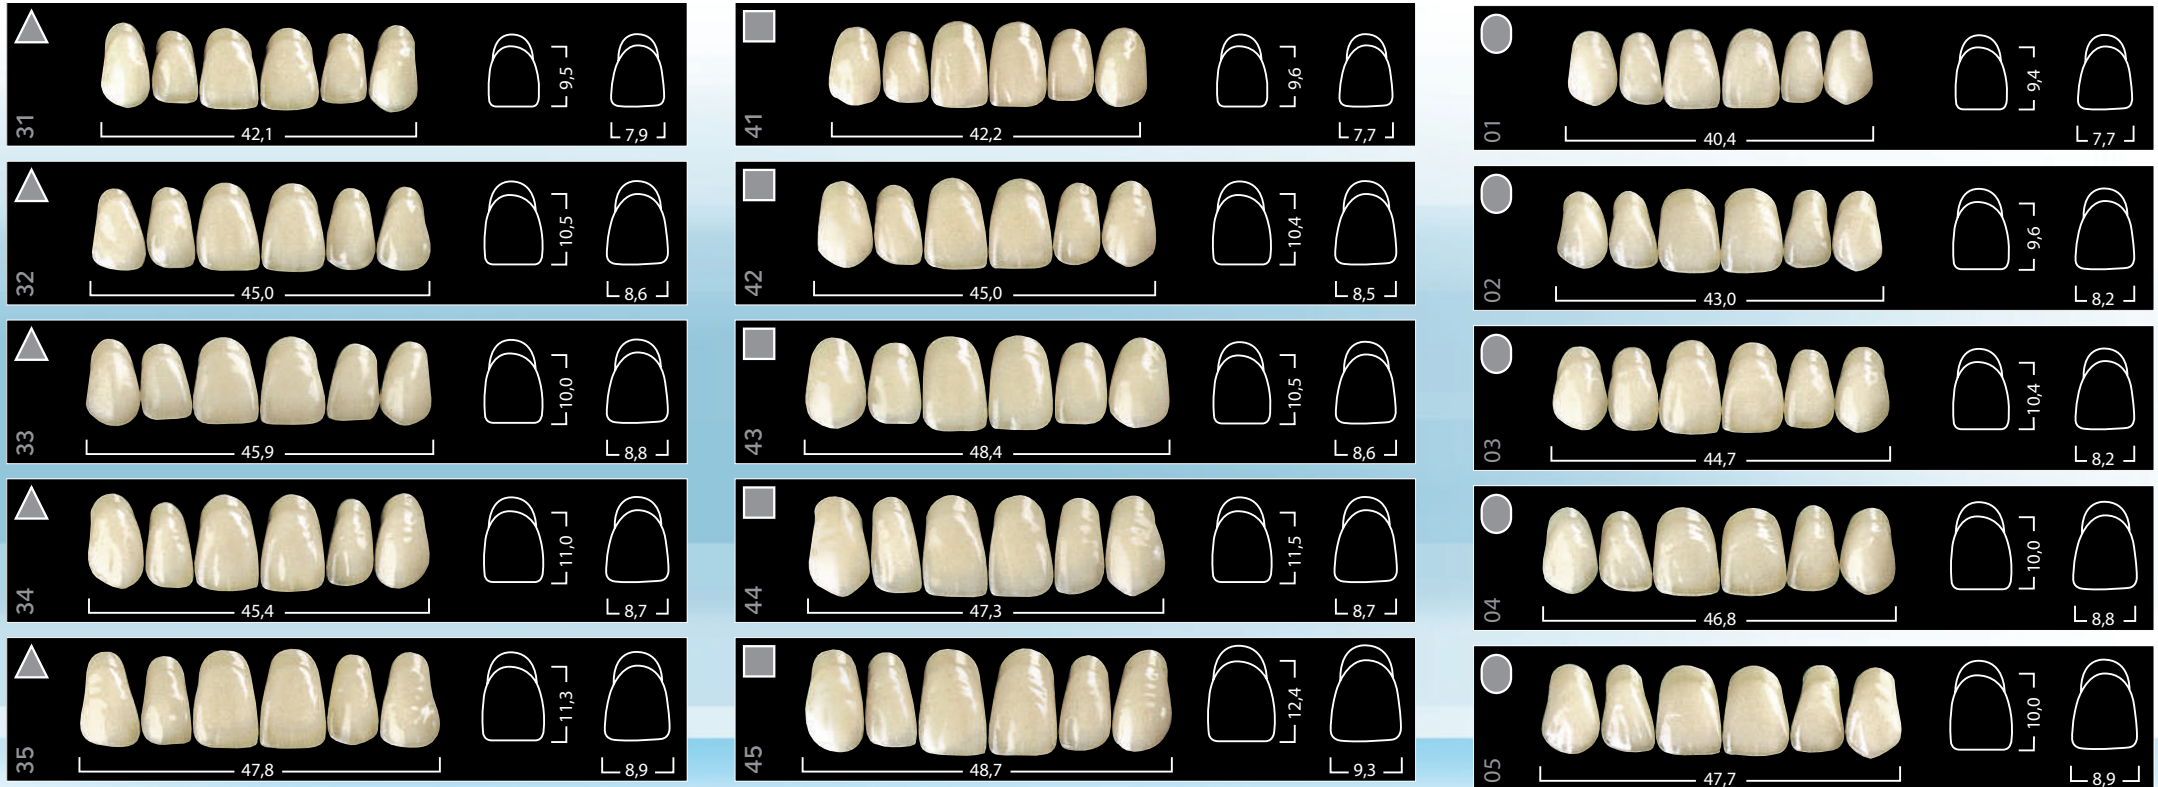 31 42,1 9,5 7,9
32 45,0 10,5 8,6
33 45,9 10,0 8,8
34 45,4 11,0 8,7
35 47,8 11,3 8,9
41 42,2 9,6 7,7
42 45,0 10,4 8,5
43 48,4 10,5 8,6
44 47,3 11,5 8,7
45 48,7 12,4 9,3
01 40,4 9,4 7,7
02 43,0 9,6 8,2
03 44,7 10,4 8,2
04 46,8 10,0 8,8
05 47,7 10,0 8,9